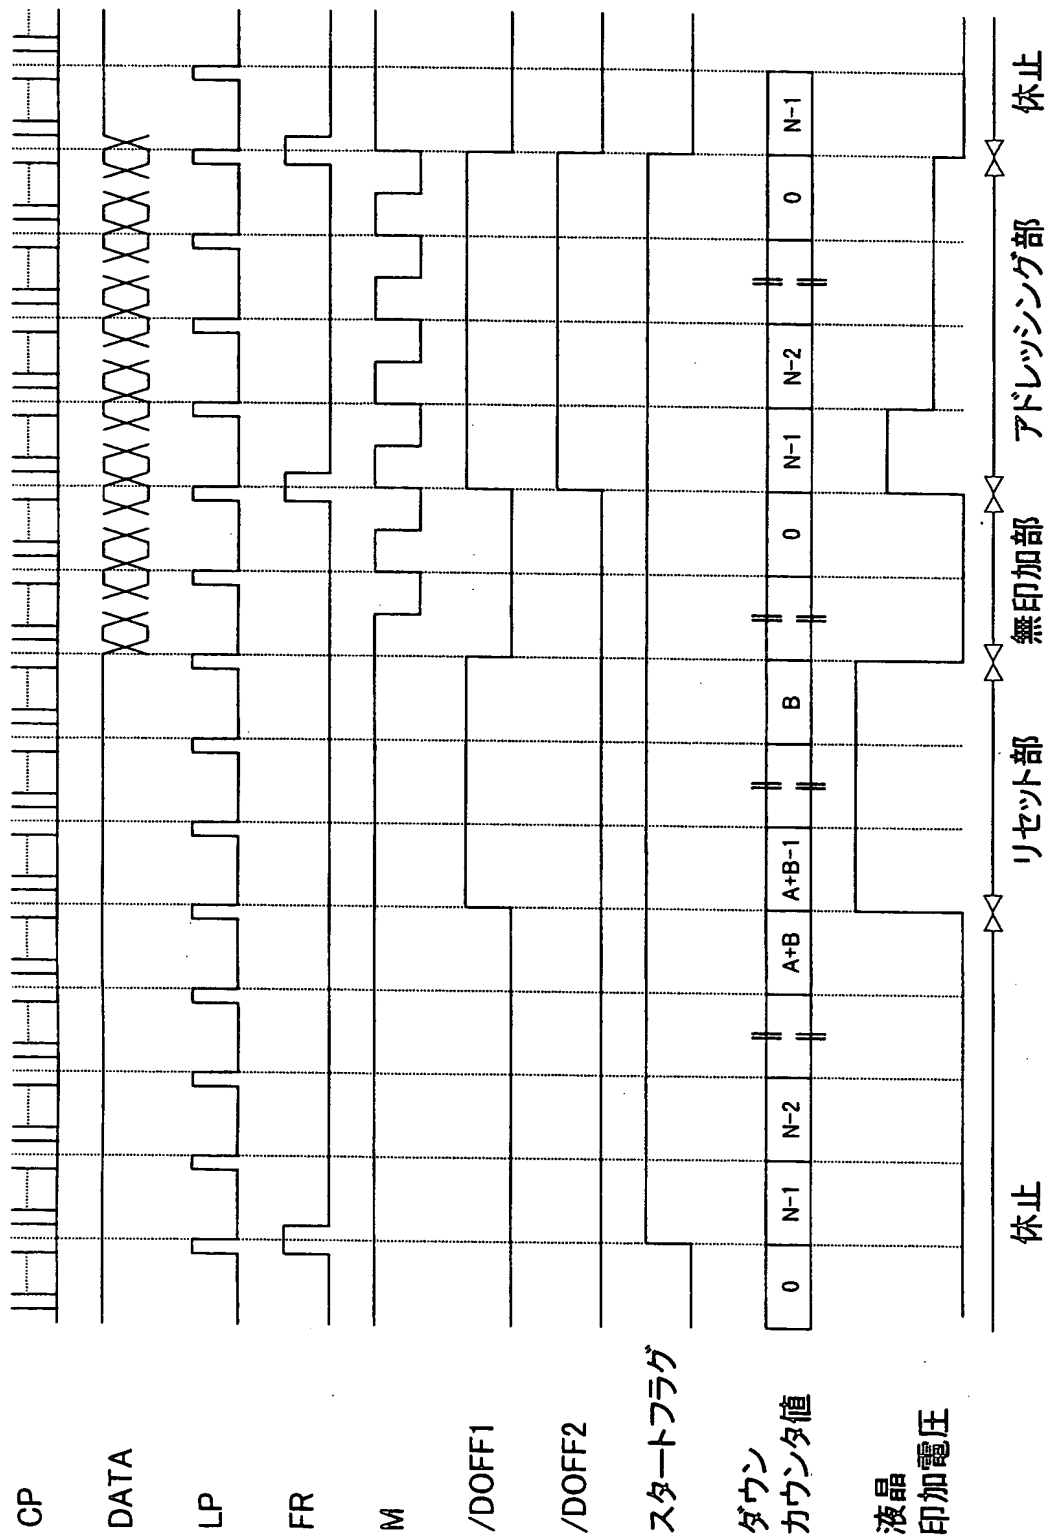 CP
DATA
LP
FR
M
/DOFF1
/DOFF2
スタートフラグ
ダウン
カウンタ値
0
N-1
N-2
A+B
A+B-1
B
0
N-1
N-2
0
N-1
液晶
印加電圧
休止
リセット部
無印加部
アドレッシング部
休止